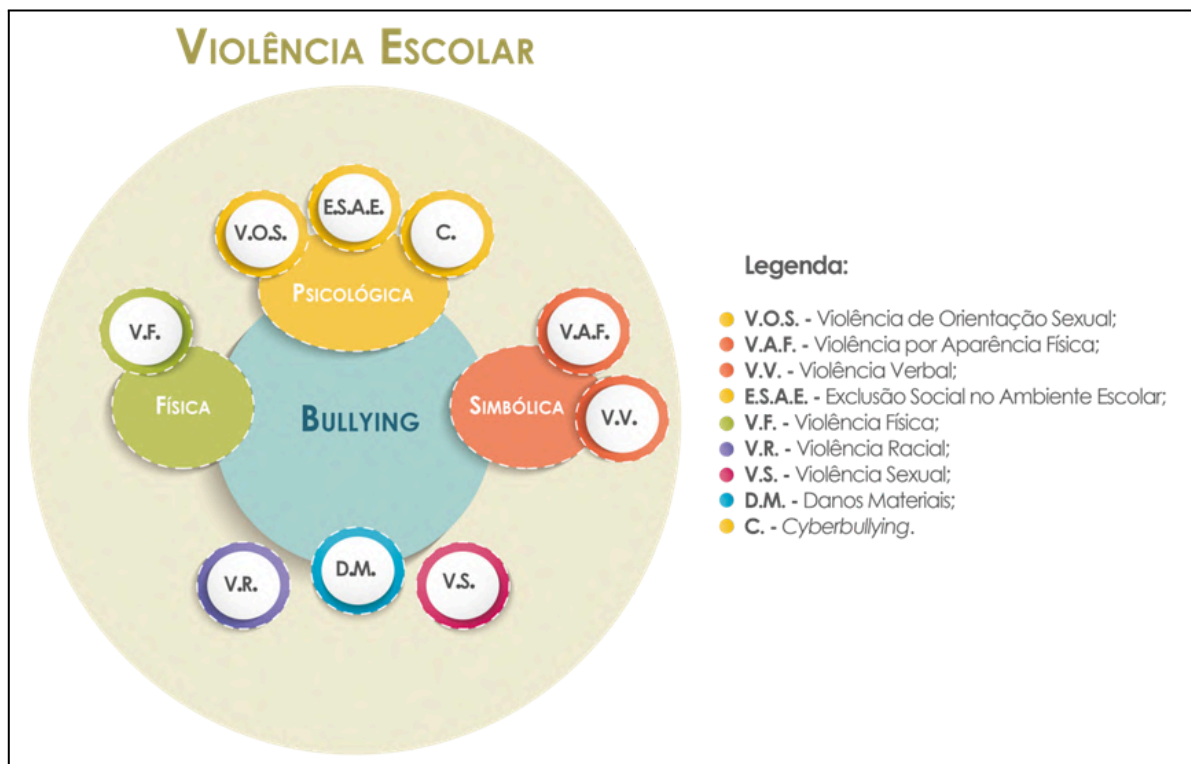 VIOLÊNCIA ESCOLAR
E.S.A.E.
V.O.S.
C.
PSICOLÓGICA
V.F.
V.A.F.
FÍSICA
BULLYING
SIMBÓLICA
V.V.
V.R.
D.M.
V.S.
Legenda:
V.O.S. - Violência de Orientação Sexual;
V.A.F. - Violência por Aparência Física;
V.V. - Violência Verbal;
E.S.A.E. - Exclusão Social no Ambiente Escolar;
V.F. - Violência Física;
V.R. - Violência Racial;
V.S. - Violência Sexual;
D.M. - Danos Materiais;
C. - Cyberbullying.